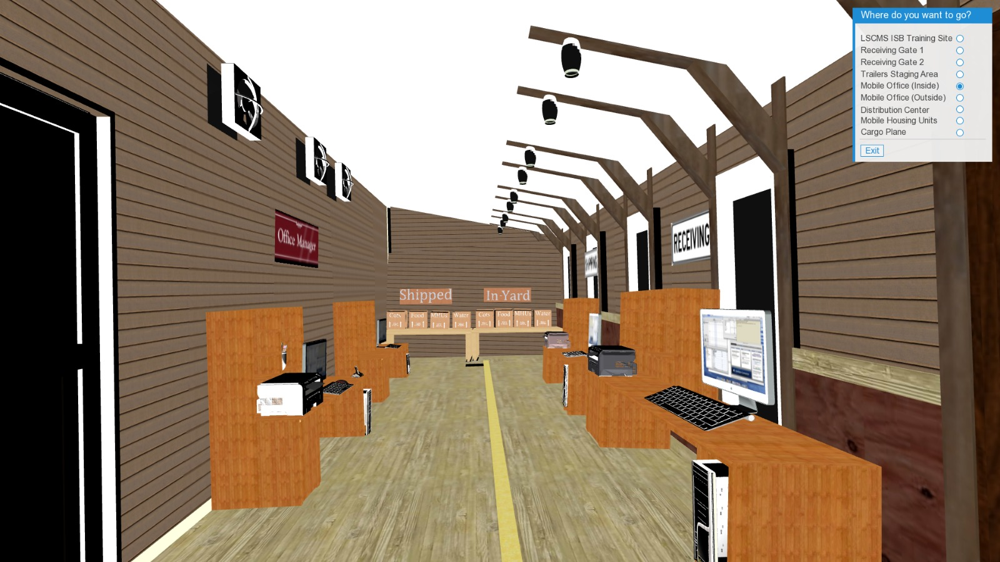 Where do you want to go?
LSCMS ISB Training Site
Receiving Gate 1
Receiving Gate 2
Trailers Staging Area
Mobile Office (Inside)
Mobile Office (Outside)
Distribution Center
Mobile Housing Units
Cargo Plane
Exit
Office Manager
RECEIVING
SHIPPING
Shipped
In-Yard
Cots Food MHUs Water
Cots Food MHUs Water